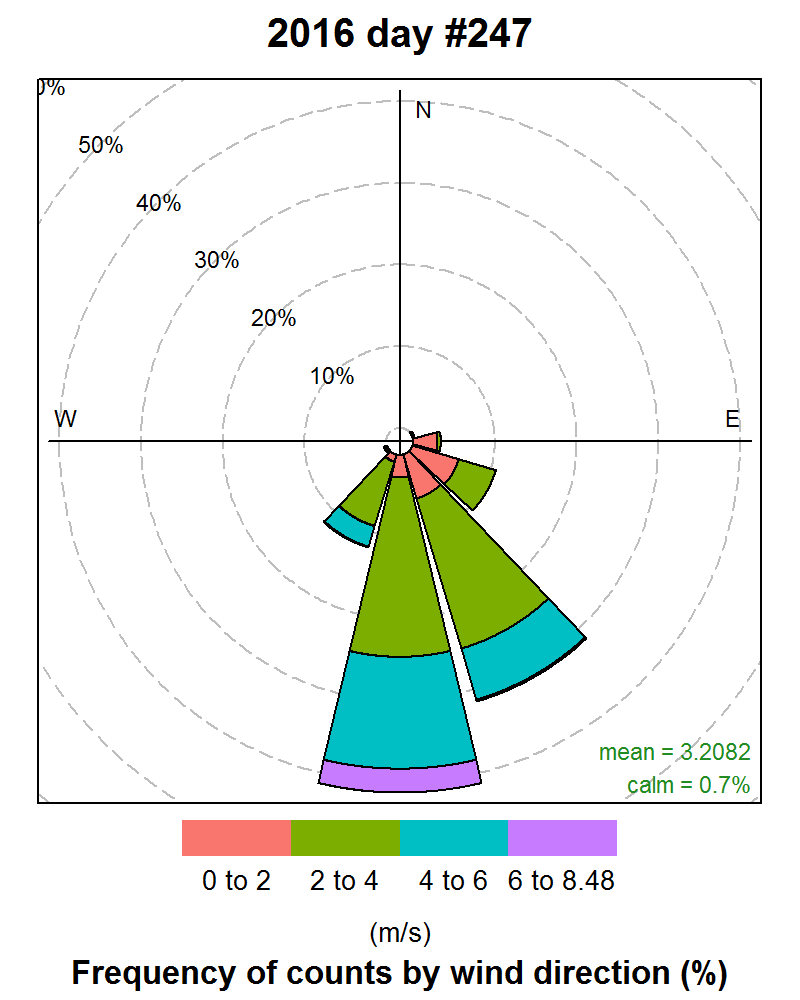 2016 day #247
0%
50%
40%
30%
20%
10%
N
W
E
mean = 3.2082
calm = 0.7%
0 to 2 2 to 4 4 to 6 6 to 8.48
(m/s)
Frequency of counts by wind direction (%)